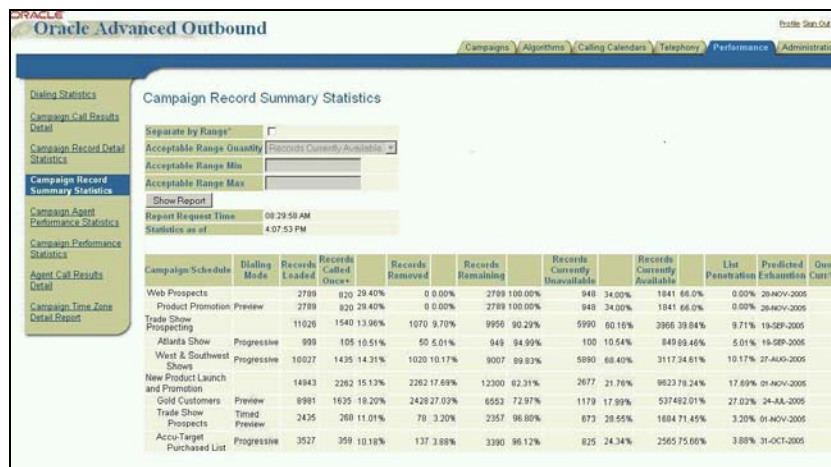 ORACLE
Oracle Advanced Outbound
Profile Sign Out
Campaigns Algorithms Calling Calendars Telephony Performance Administratio
Dialing Statistics
Campaign Call Results Detail
Campaign Record Detail Statistics
Campaign Record Summary Statistics
Campaign Agent Performance Statistics
Campaign Performance Statistics
Agent Call Results Detail
Campaign Time Zone Detail Report
Campaign Record Summary Statistics
Separate by Range*
Acceptable Range Quantity Records Currently Available
Acceptable Range Min
Acceptable Range Max
Show Report
Report Request Time 08:29:58 AM
Statistics as of 4:07:53 PM
Campaign/Schedule Dialing Mode Records Loaded Records Called Once+ Records Removed Records Remaining Records Currently Unavailable Records Currently Available List Penetration Predicted Exhaustion
Web Prospects 2789 820 29.40% 0 0.00% 2789 100.00% 948 34.00% 1841 66.0% 0.00% 28-NOV-2005
Product Promotion Preview 2789 820 29.40% 0 0.00% 2789 100.00% 948 34.00% 1841 66.0% 0.00% 28-NOV-2005
Trade Show Prospecting 11026 1540 13.96% 1070 9.70% 9956 90.29% 5990 60.16% 3966 39.84% 9.71% 19-SEP-2005
Atlanta Show Progressive 999 105 10.51% 50 5.01% 949 94.99% 100 10.54% 849 89.46% 5.01% 19-SEP-2005
West & Southwest Shows Progressive 10027 1435 14.31% 1020 10.17% 9007 89.83% 5890 68.40% 3117 34.61% 10.17% 27-AUG-2005
New Product Launch and Promotion 14943 2262 15.13% 2262 17.69% 12300 82.31% 2677 21.76% 9623 78.24% 17.69% 01-NOV-2005
Gold Customers Preview 8981 1635 18.20% 2428 27.03% 6553 72.97% 1179 17.99% 5374 82.01% 27.03% 24-JUL-2005
Trade Show Prospects Timed Preview 2435 268 11.01% 78 3.20% 2357 96.80% 673 28.55% 1684 71.45% 3.20% 01-NOV-2005
Accu-Target Purchased List Progressive 3527 359 10.18% 137 3.88% 3390 96.12% 825 24.34% 2565 75.66% 3.88% 31-OCT-2005